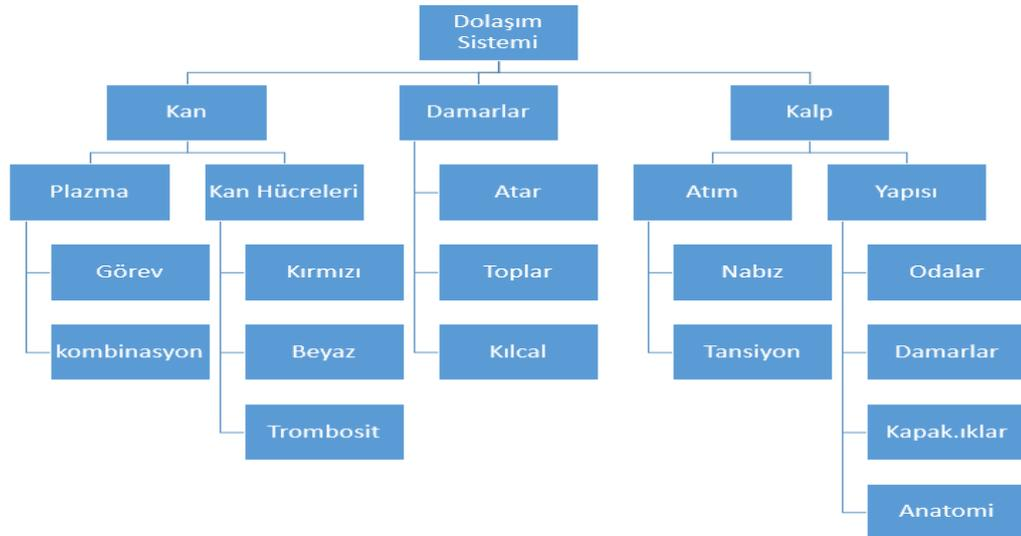 Dolaşım
Sistemi
Kan
Damarlar
Kalp
Plazma
Kan Hücreleri
Atar
Atım
Yapısı
Görev
Kırmızı
Toplar
Nabız
Odalar
kombinasyon
Beyaz
Kılcal
Tansiyon
Damarlar
Trombosit
Kapak.ıklar
Anatomi